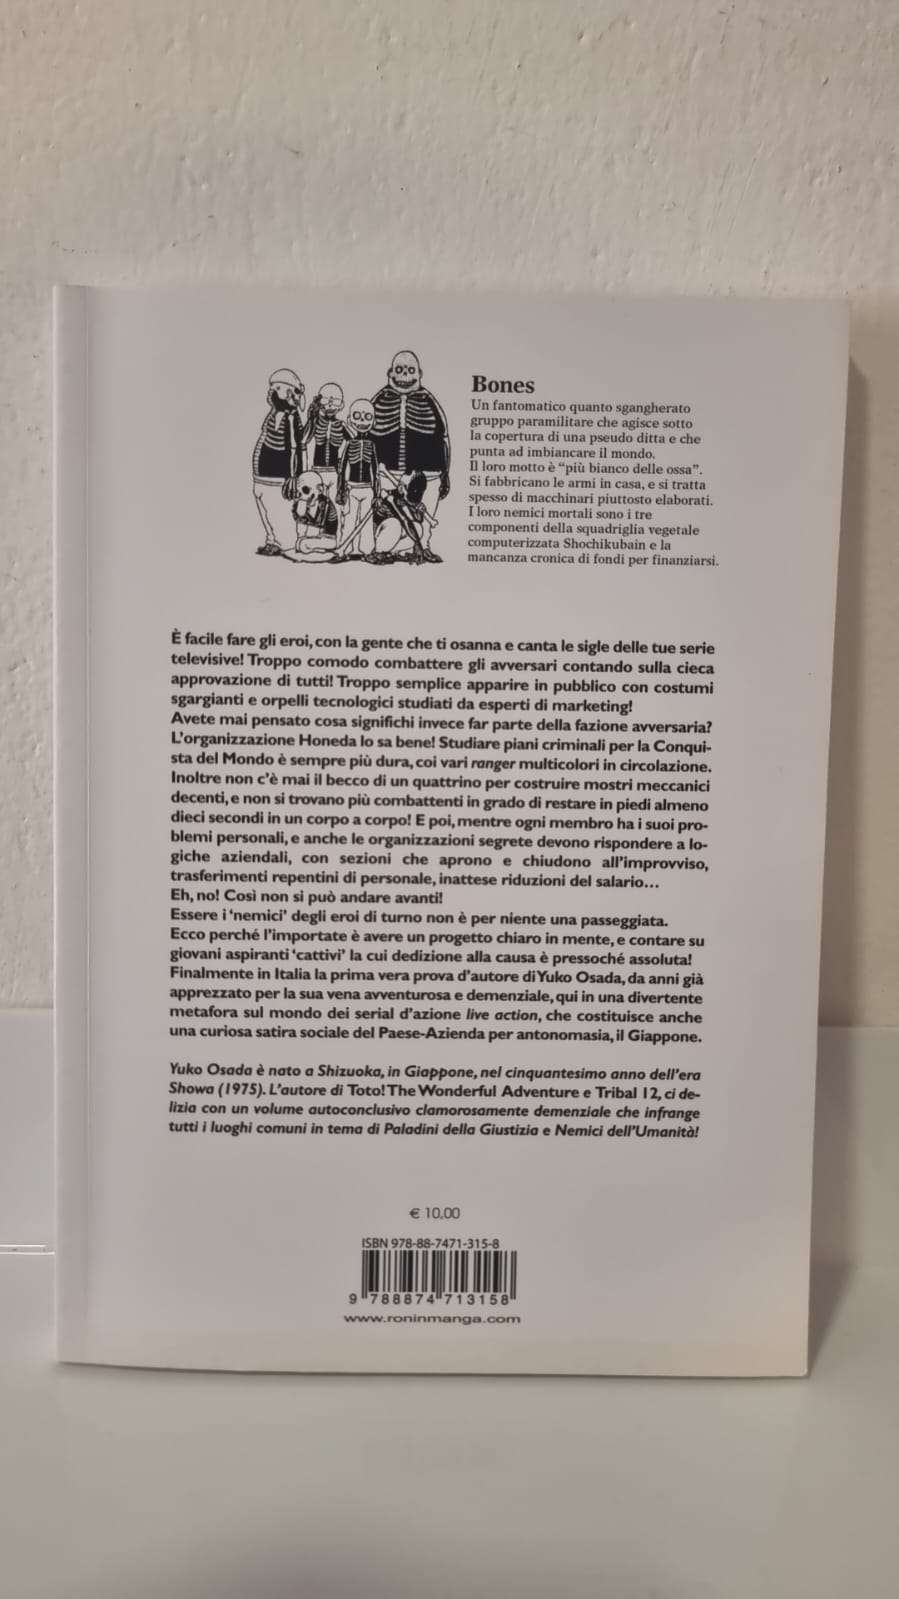 Bones
Un fantomatico quanto sgangherato
gruppo paramilitare che agisce sotto
la copertura di una pseudo ditta e che
punta ad imbiancare il mondo.
Il loro motto è “più bianco delle ossa”.
Si fabbricano le armi in casa, e si tratta
spesso di macchinari piuttosto elaborati.
I loro nemici mortali sono i tre
componenti della squadriglia vegetale
computerizzata Shochikubain e la
mancanza cronica di fondi per finanziarsi.
È facile fare gli eroi, con la gente che ti osanna e canta le sigle delle tue serie
televisive! Troppo comodo combattere gli avversari contando sulla cieca
approvazione di tutti! Troppo semplice apparire in pubblico con costumi
sgargianti e orpelli tecnologici studiati da esperti di marketing!
Avete mai pensato cosa significhi invece far parte della fazione avversaria?
L’organizzazione Honeda lo sa bene! Studiare piani criminali per la Conqui-
sta del Mondo è sempre più dura, coi vari ranger multicolori in circolazione.
Inoltre non c’è mai il becco di un quattrino per costruire mostri meccanici
decenti, e non si trovano più combattenti in grado di restare in piedi almeno
dieci secondi in un corpo a corpo! E poi, mentre ogni membro ha i suoi pro-
blemi personali, e anche le organizzazioni segrete devono rispondere a lo-
giche aziendali, con sezioni che aprono e chiudono all’improvviso,
trasferimenti repentini di personale, inattese riduzioni del salario…
Eh, no! Così non si può andare avanti!
Essere i ‘nemici’ degli eroi di turno non è per niente una passeggiata.
Ecco perché l’importate è avere un progetto chiaro in mente, e contare su
giovani aspiranti ‘cattivi’ la cui dedizione alla causa è pressoché assoluta!
Finalmente in Italia la prima vera prova d’autore di Yuko Osada, da anni già
apprezzato per la sua vena avventurosa e demenziale, qui in una divertente
metafora sul mondo dei serial d’azione live action, che costituisce anche
una curiosa satira sociale del Paese-Azienda per antonomasia, il Giappone.
Yuko Osada è nato a Shizuoka, in Giappone, nel cinquantesimo anno dell’era
Showa (1975). L’autore di Toto! The Wonderful Adventure e Tribal 12, ci de-
lizia con un volume autoconclusivo clamorosamente demenziale che infrange
tutti i luoghi comuni in tema di Paladini della Giustizia e Nemici dell’Umanità!
€ 10,00
ISBN 978-88-7471-315-8
9 788874 713158
www.roninmanga.com